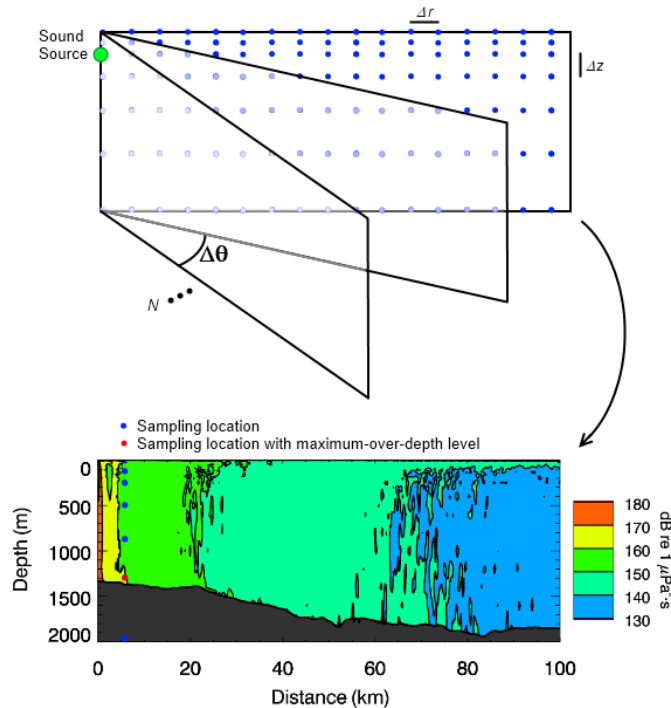 Sound
Source
Δr
Δz
Δθ
N
Sampling location
Sampling location with maximum-over-depth level
0
500
1000
1500
2000
Depth (m)
0 20 40 60 80 100
Distance (km)
180
170
160
150
140
130
dB re 1 µPa²·s